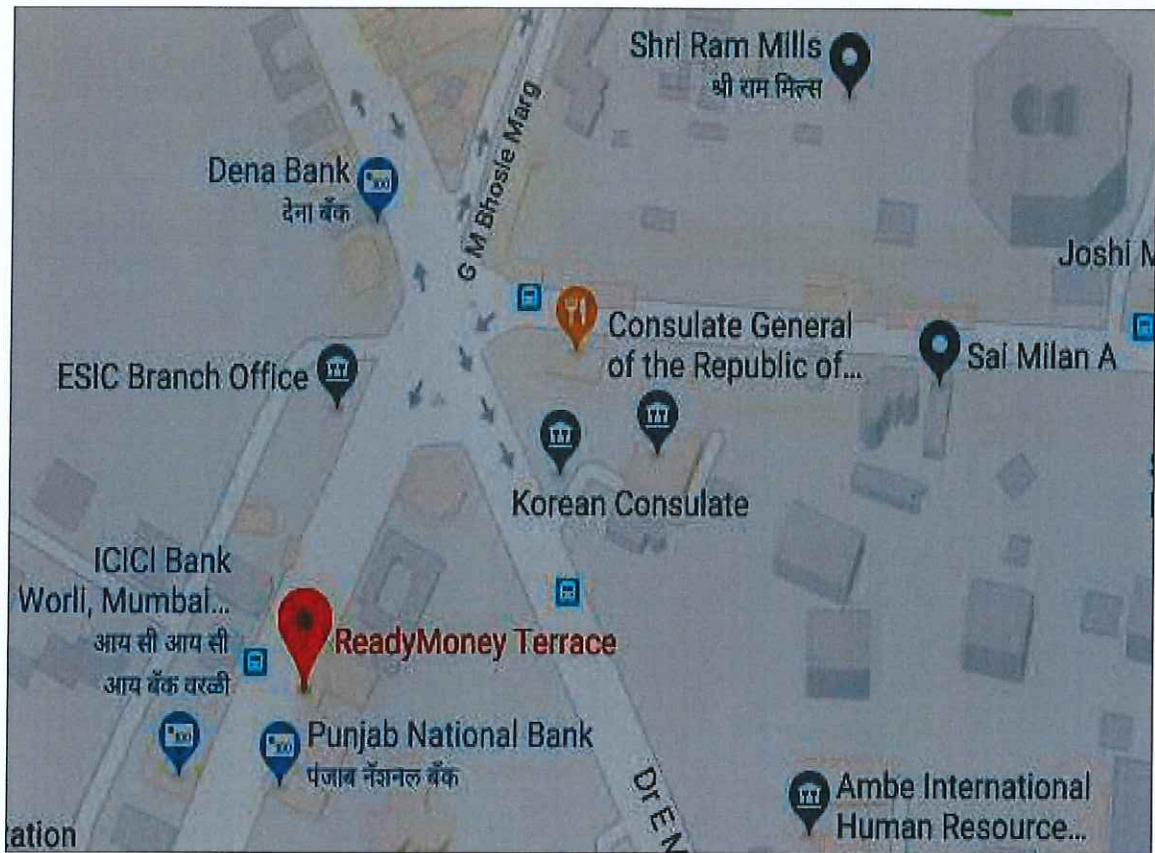 Shri Ram Mills
श्री राम मिल्स
G M Bhosle Marg
Dena Bank
देना बँक
Joshi M
Consulate General
of the Republic of...
Sai Milan A
ESIC Branch Office
Korean Consulate
ICICI Bank
Worli, Mumbai...
आय सी आय सी
आय बँक वरळी
ReadyMoney Terrace
Punjab National Bank
पंजाब नॅशनल बँक
Dr E M
Ambe International
Human Resource...
tation